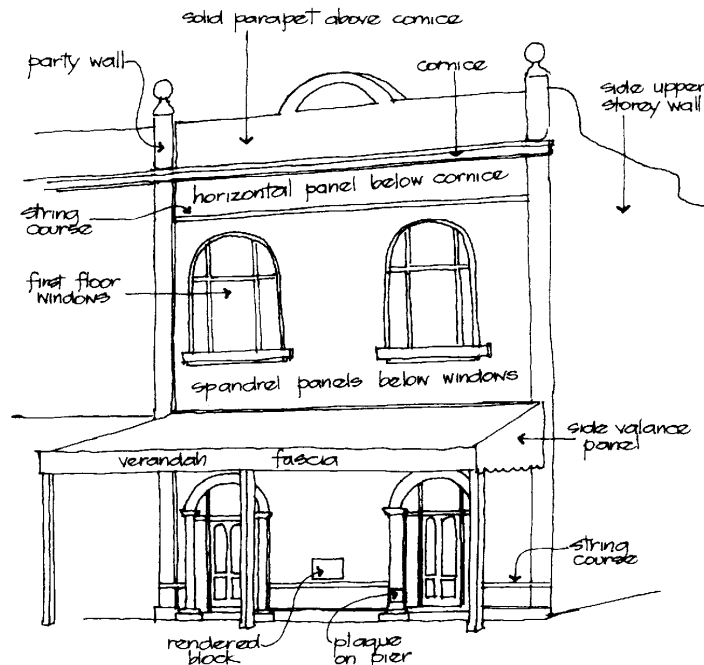 solid parapet above cornice
party wall
cornice
side upper
storey wall
horizontal panel below cornice
string
course
first floor
windows
spandrel panels below windows
side valance
panel
verandah fascia
string
course
rendered
block
plaque
on pier